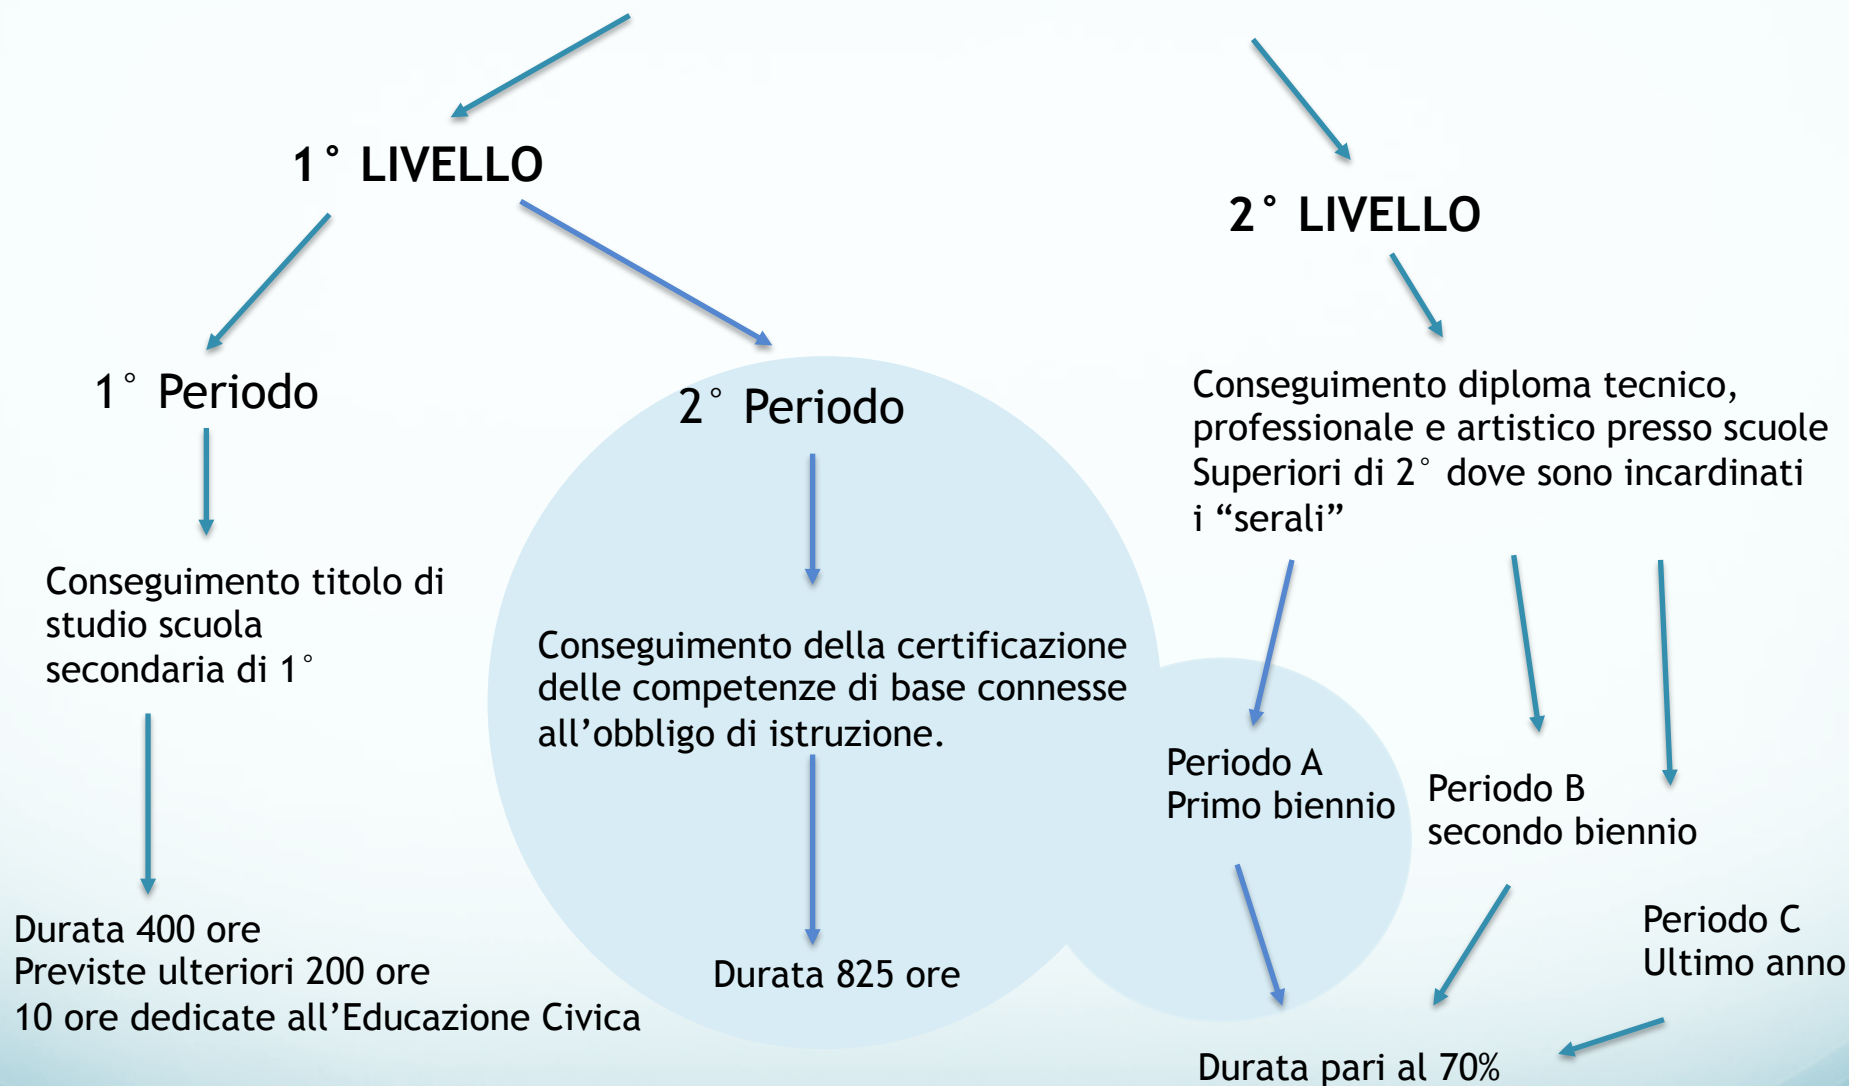 1° LIVELLO
2° LIVELLO
1° Periodo
2° Periodo
Conseguimento diploma tecnico,
professionale e artistico presso scuole
Superiori di 2° dove sono incardinati
i “serali”
Conseguimento titolo di
studio scuola
secondaria di 1°
Conseguimento della certificazione
delle competenze di base connesse
all’obbligo di istruzione.
Periodo A
Primo biennio
Periodo B
secondo biennio
Periodo C
Ultimo anno
Durata 400 ore
Previste ulteriori 200 ore
10 ore dedicate all’Educazione Civica
Durata 825 ore
Durata pari al 70%